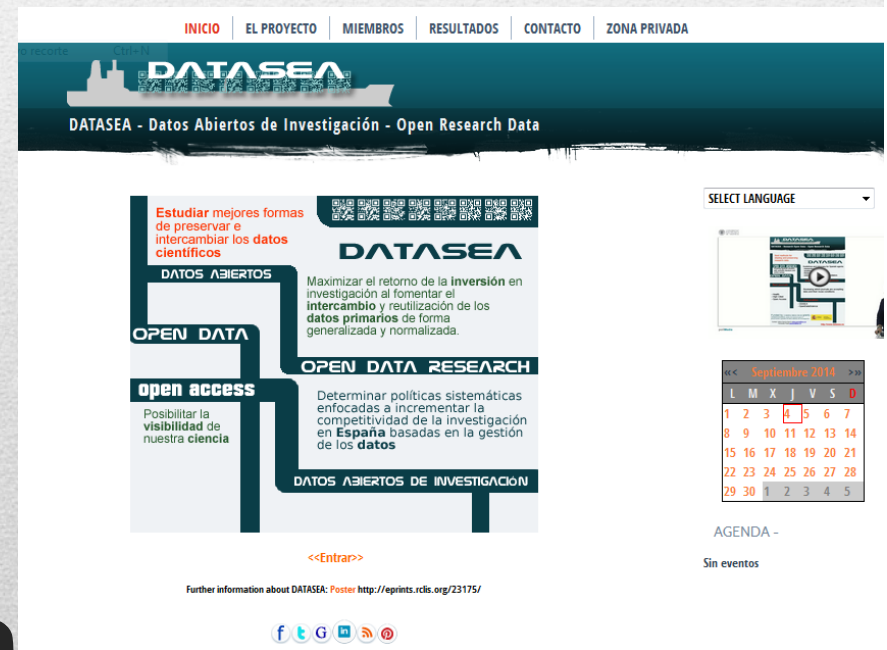 INICIO EL PROYECTO MIEMBROS RESULTADOS CONTACTO ZONA PRIVADA
vo recorte Ctrl+N
DATASEA
DATASEA - Datos Abiertos de Investigación - Open Research Data
Estudiar mejores formas
de preservar e
intercambiar los datos
científicos
DATOS ABIERTOS
OPEN DATA
open access
Posibilitar la
visibilidad de
nuestra ciencia
DATASEA
Maximizar el retorno de la inversión en
investigación al fomentar el
intercambio y reutilización de los
datos primarios de forma
generalizada y normalizada.
OPEN DATA RESEARCH
Determinar políticas sistemáticas
enfocadas a incrementar la
competitividad de la investigación
en España basadas en la gestión
de los datos
DATOS ABIERTOS DE INVESTIGACIÓN
<<Entrar>>
Further information about DATASEA: Poster http://eprints.rclis.org/23175/
SELECT LANGUAGE
DATASEA
«< Septiembre 2014 >»
L M X J V S D
1 2 3 4 5 6 7
8 9 10 11 12 13 14
15 16 17 18 19 20 21
22 23 24 25 26 27 28
29 30 1 2 3 4 5
AGENDA -
Sin eventos